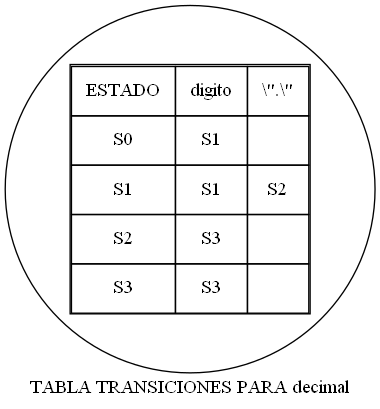 ESTADO digito \".\"
S0 S1
S1 S1 S2
S2 S3
S3 S3
TABLA TRANSICIONES PARA decimal